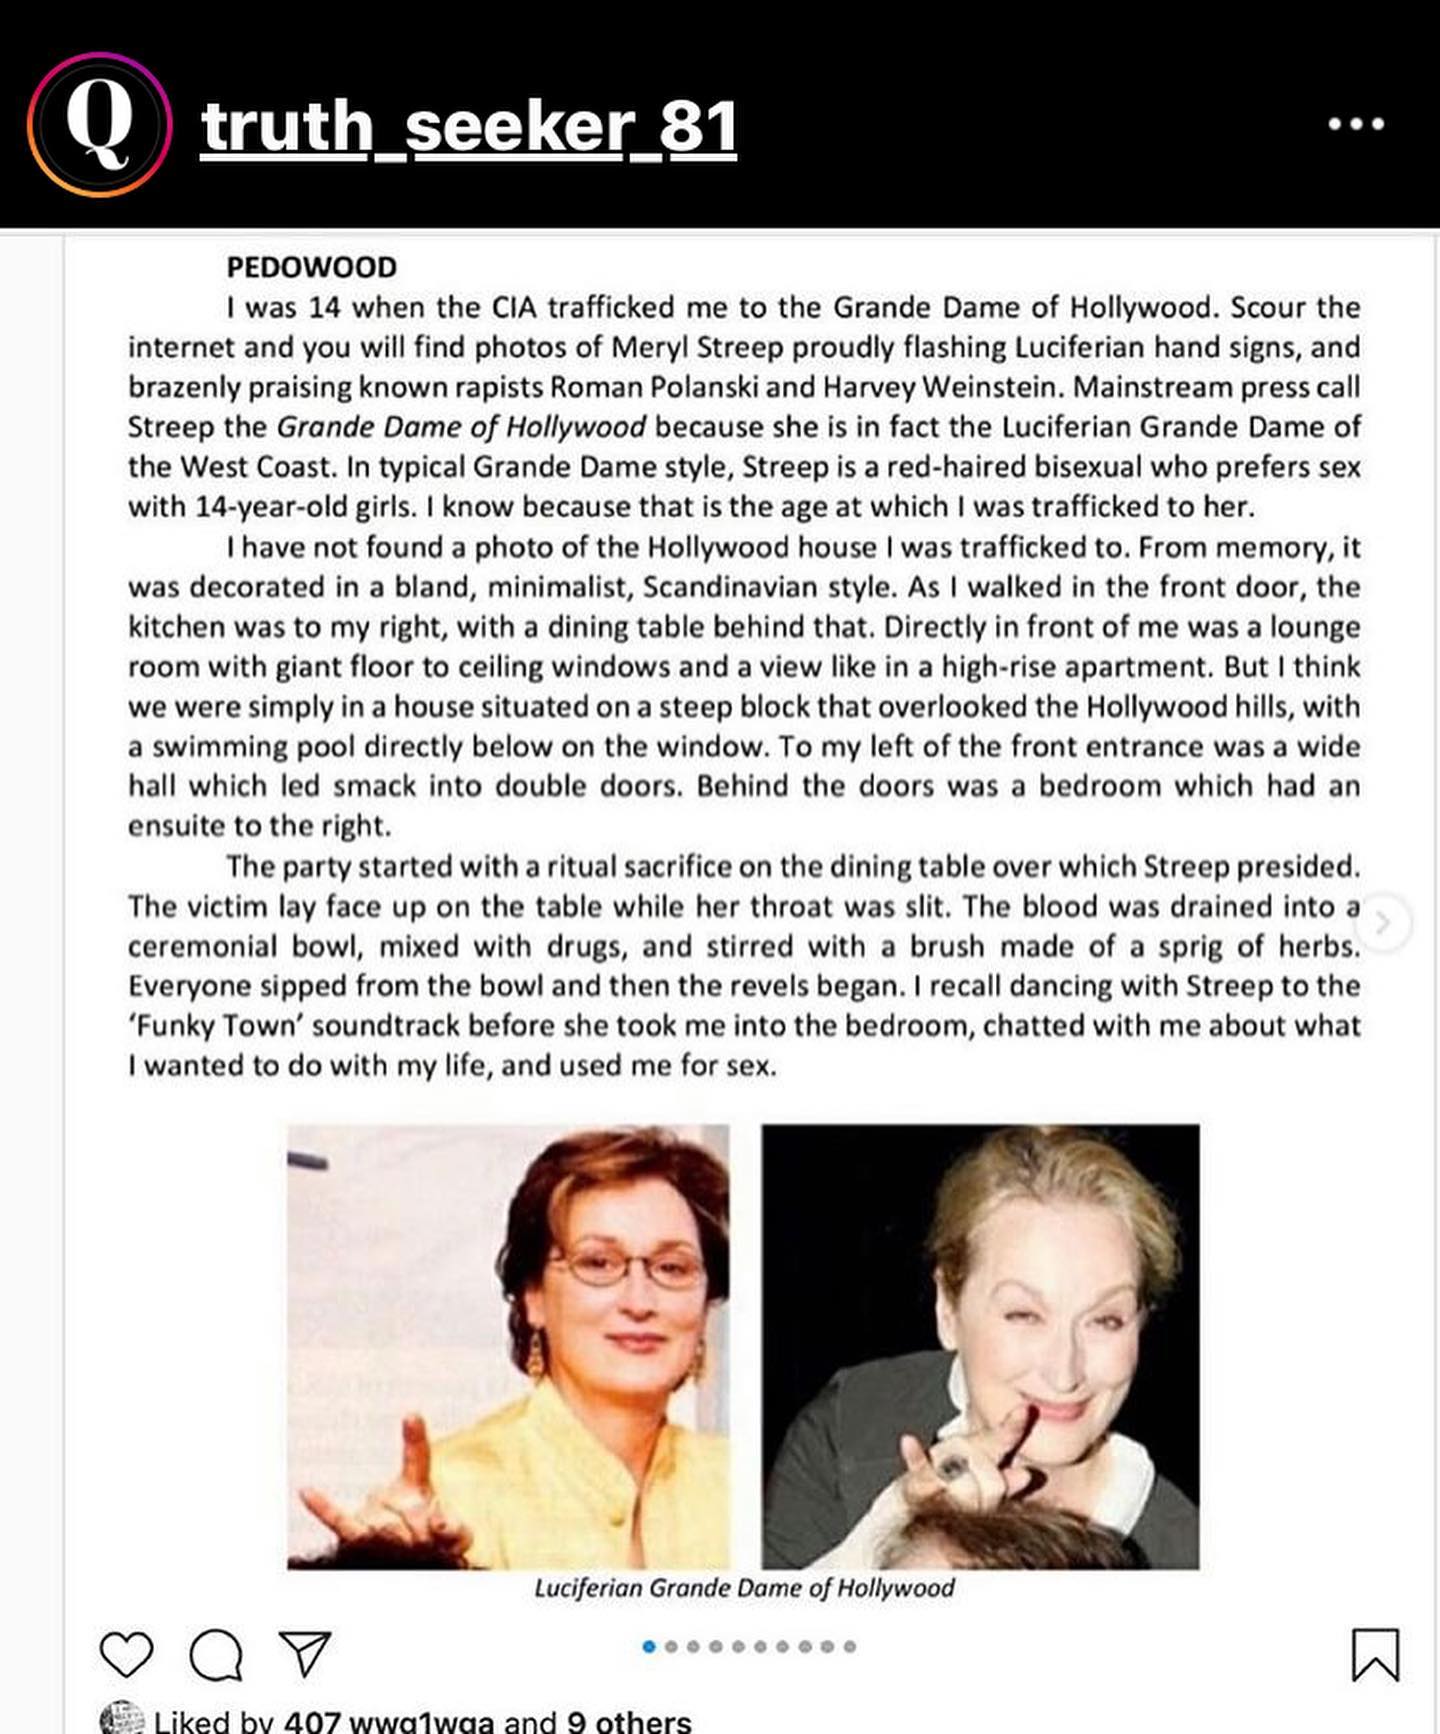 Q
truth_seeker_81
PEDOWOOD
I was 14 when the CIA trafficked me to the Grande Dame of Hollywood. Scour the
internet and you will find photos of Meryl Streep proudly flashing Luciferian hand signs, and
brazenly praising known rapists Roman Polanski and Harvey Weinstein. Mainstream press call
Streep the Grande Dame of Hollywood because she is in fact the Luciferian Grande Dame of
the West Coast. In typical Grande Dame style, Streep is a red-haired bisexual who prefers sex
with 14-year-old girls. I know because that is the age at which I was trafficked to her.
I have not found a photo of the Hollywood house I was trafficked to. From memory, it
was decorated in a bland, minimalist, Scandinavian style. As I walked in the front door, the
kitchen was to my right, with a dining table behind that. Directly in front of me was a lounge
room with giant floor to ceiling windows and a view like in a high-rise apartment. But I think
we were simply in a house situated on a steep block that overlooked the Hollywood hills, with
a swimming pool directly below on the window. To my left of the front entrance was a wide
hall which led smack into double doors. Behind the doors was a bedroom which had an
ensuite to the right.
The party started with a ritual sacrifice on the dining table over which Streep presided.
The victim lay face up on the table while her throat was slit. The blood was drained into a
ceremonial bowl, mixed with drugs, and stirred with a brush made of a sprig of herbs.
Everyone sipped from the bowl and then the revels began. I recall dancing with Streep to the
‘Funky Town’ soundtrack before she took me into the bedroom, chatted with me about what
I wanted to do with my life, and used me for sex.
Luciferian Grande Dame of Hollywood
Liked by 407_wwg1wga and 9 others